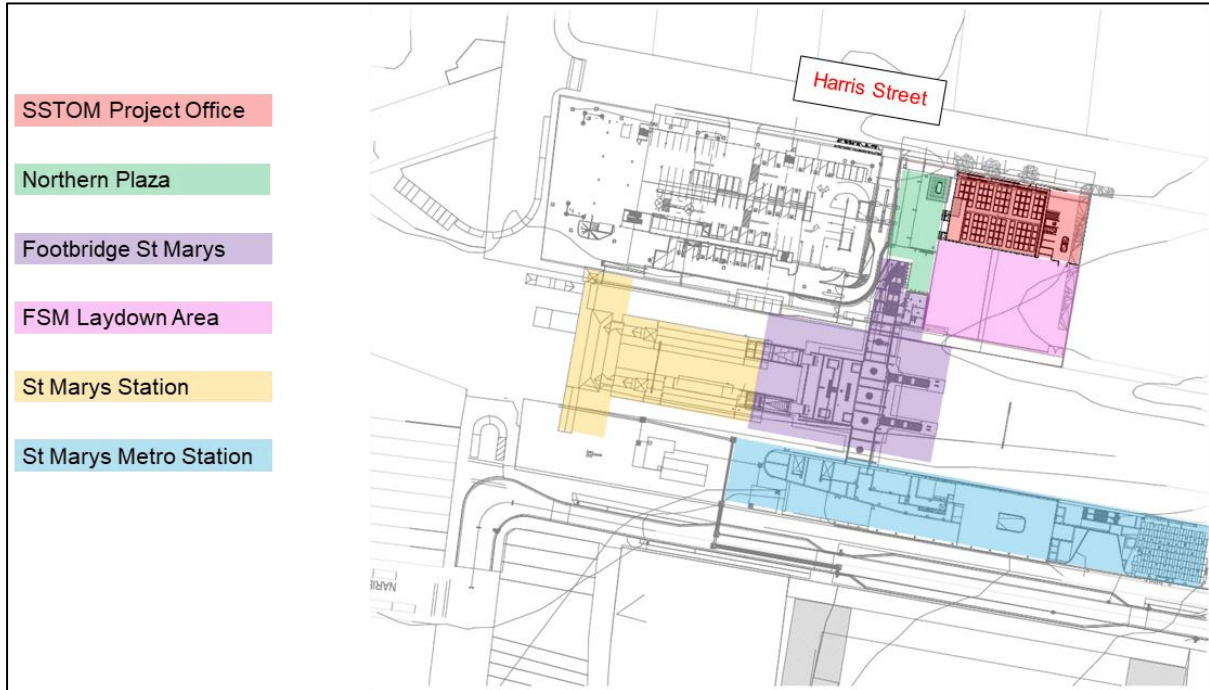 Harris Street
SSTOM Project Office
Northern Plaza
Footbridge St Marys
FSM Laydown Area
St Marys Station
St Marys Metro Station